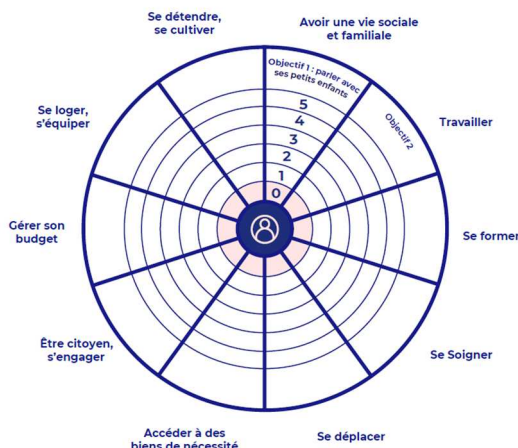 Se détendre,
se cultiver
Avoir une vie sociale
et familiale
Objectif 1 : parler avec
ses petits enfants
Se loger,
s'équiper
Objectif 2
Travailler
5
4
3
2
1
0
Gérer son
budget
Se former
Être citoyen,
s'engager
Se Soigner
Accéder à des
biens de nécessité
Se déplacer